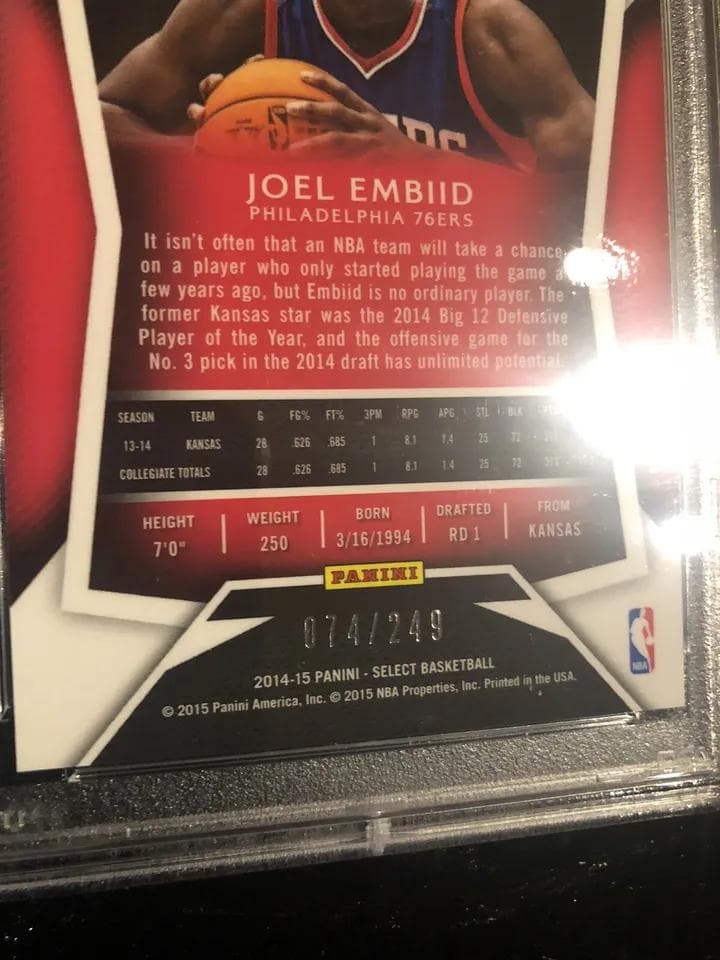 JOEL EMBIID
PHILADELPHIA 76ERS
It isn't often that an NBA team will take a chance
on a player who only started playing the game a
few years ago, but Embiid is no ordinary player. The
former Kansas star was the 2014 Big 12 Defensive
Player of the Year, and the offensive game for the
No. 3 pick in the 2014 draft has unlimited potential.
SEASON TEAM G FG% FT% 3PM RPG APG STL BLK
13-14 KANSAS 28 .626 .685 1 8.1 1.4 25 72
COLLEGIATE TOTALS 28 .626 .685 1 8.1 1.4 25 72
HEIGHT WEIGHT BORN DRAFTED FROM
7'0" 250 3/16/1994 RD 1 KANSAS
PANINI
074/249
2014-15 PANINI - SELECT BASKETBALL
© 2015 Panini America, Inc. © 2015 NBA Properties, Inc. Printed in the USA.
NBA